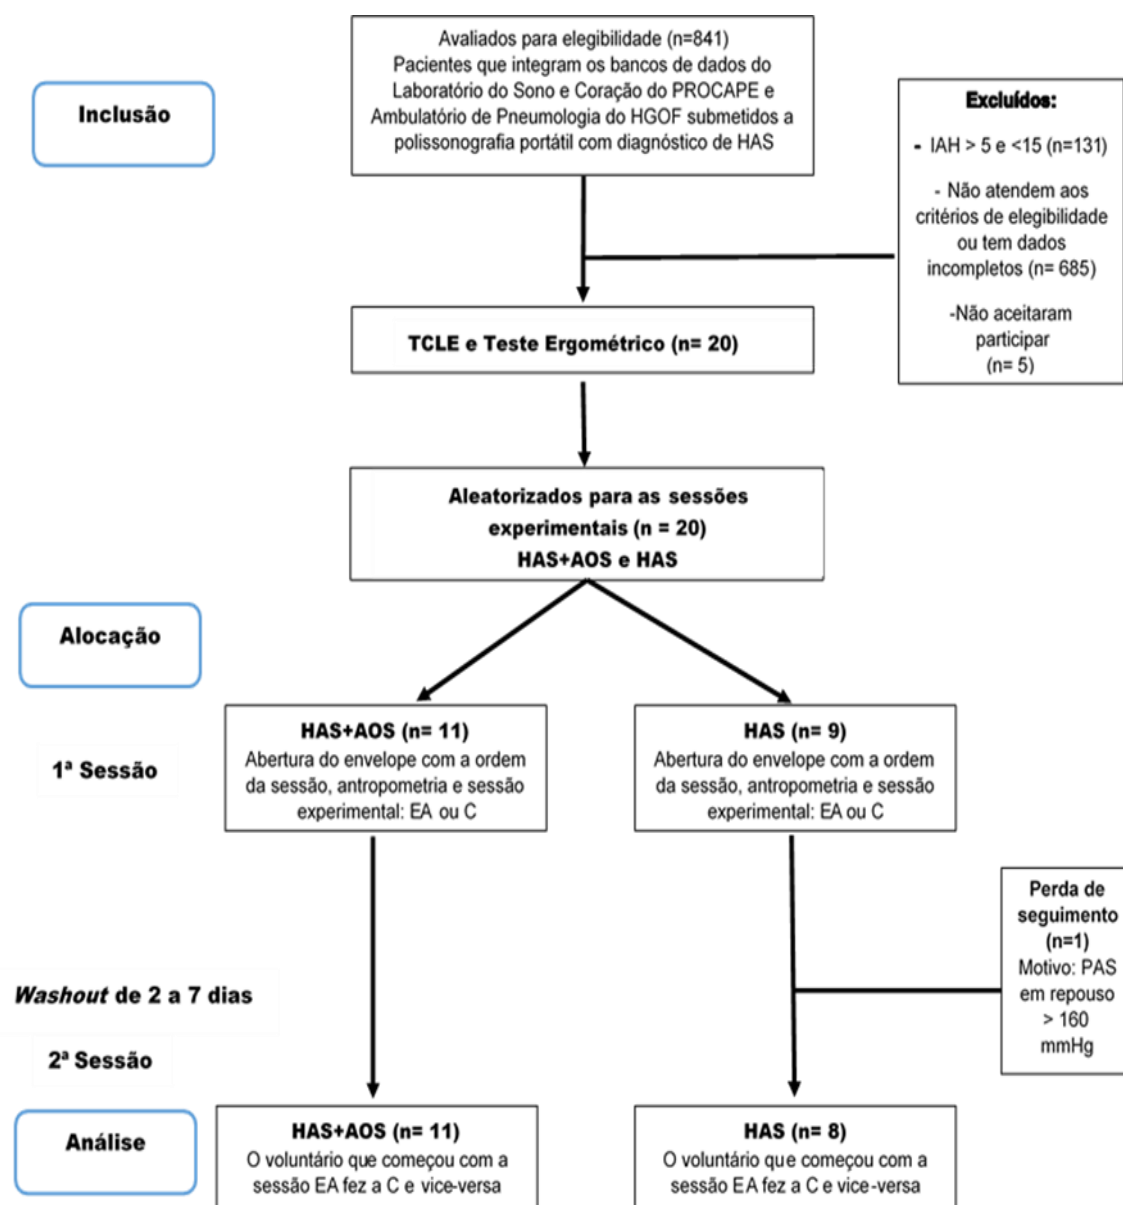 Inclusão
Avaliados para elegibilidade (n=841)
Pacientes que integram os bancos de dados do
Laboratório do Sono e Coração do PROCAPE e
Ambulatório de Pneumologia do HGOF submetidos a
polissonografia portátil com diagnóstico de HAS
Excluídos:
- IAH > 5 e <15 (n=131)
- Não atendem aos
critérios de elegibilidade
ou tem dados
incompletos (n= 685)
-Não aceitaram
participar
(n= 5)
TCLE e Teste Ergométrico (n= 20)
Aleatorizados para as sessões
experimentais (n = 20)
HAS+AOS e HAS
Alocação
1ª Sessão
HAS+AOS (n= 11)
Abertura do envelope com a ordem
da sessão, antropometria e sessão
experimental: EA ou C
HAS (n= 9)
Abertura do envelope com a ordem
da sessão, antropometria e sessão
experimental: EA ou C
Perda de
seguimento
(n=1)
Motivo: PAS
em repouso
> 160
mmHg
Washout de 2 a 7 dias
2ª Sessão
Análise
HAS+AOS (n= 11)
O voluntário que começou com a
sessão EA fez a C e vice-versa
HAS (n= 8)
O voluntário que começou com a
sessão EA fez a C e vice-versa